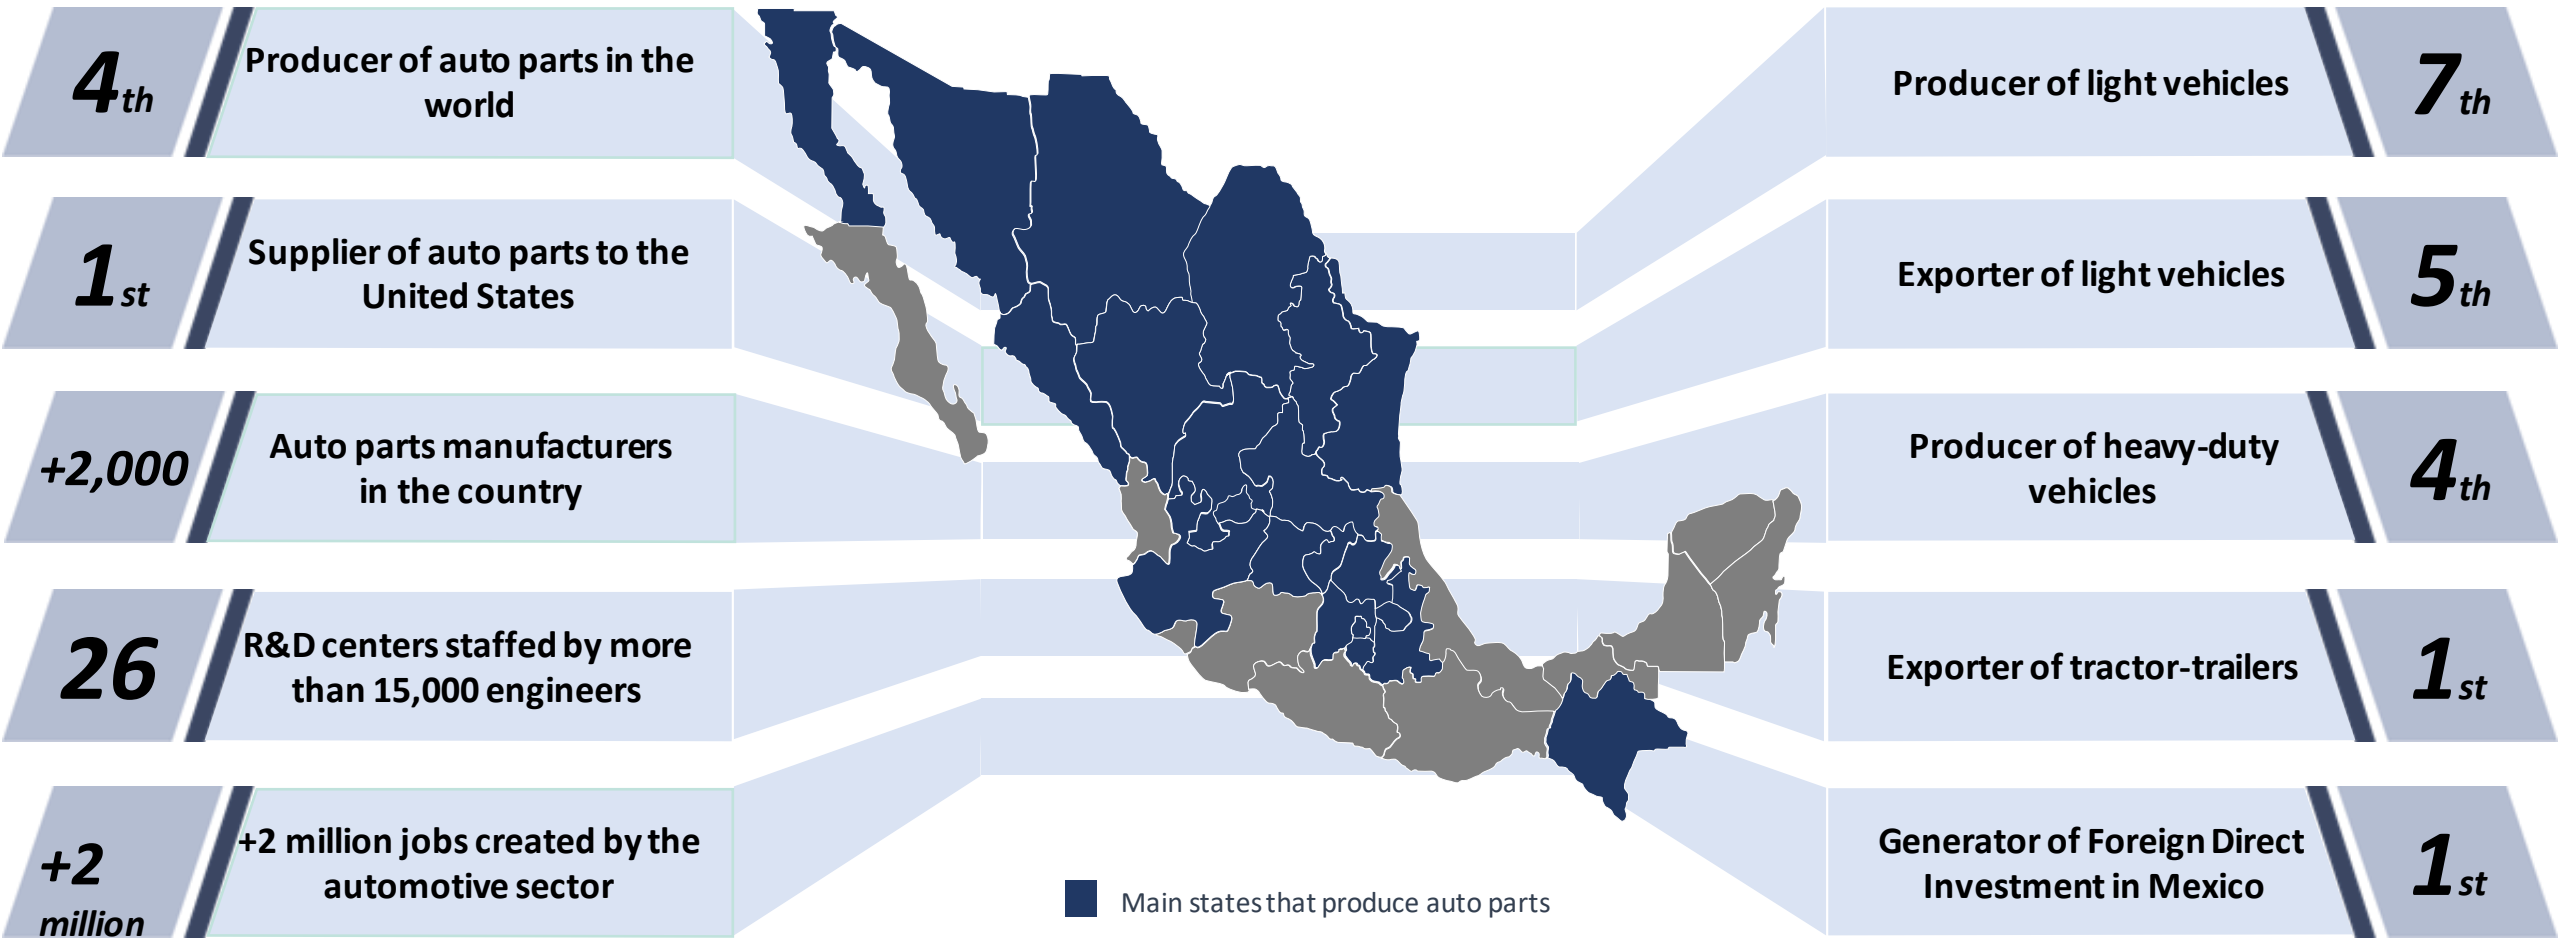 4th
Producer of auto parts in the
world
1st
Supplier of auto parts to the
United States
+2,000
Auto parts manufacturers
in the country
26
R&D centers staffed by more
than 15,000 engineers
+2
million
+2 million jobs created by the
automotive sector
Producer of light vehicles
7th
Exporter of light vehicles
5th
Producer of heavy-duty
vehicles
4th
Exporter of tractor-trailers
1st
Generator of Foreign Direct
Investment in Mexico
1st
Main states that produce auto parts